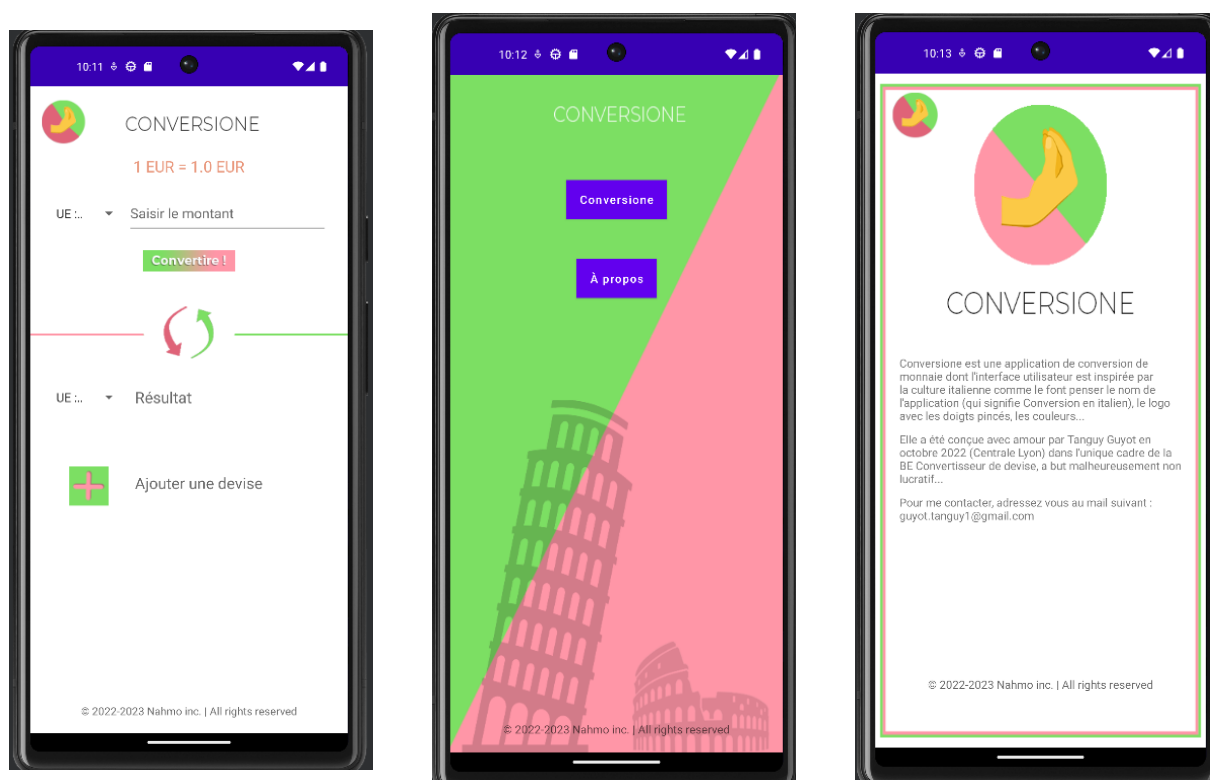 10:11
CONVERSIONE
1 EUR = 1.0 EUR
UE :..
Saisir le montant
Convertire !
UE :..
Résultat
Ajouter une devise
© 2022-2023 Nahmo inc. | All rights reserved
10:12
CONVERSIONE
Conversione
À propos
© 2022-2023 Nahmo inc. | All rights reserved
10:13
CONVERSIONE
Conversione est une application de conversion de
monnaie dont l'interface utilisateur est inspirée par
la culture italienne comme le font penser le nom de
l'application (qui signifie Conversion en italien), le logo
avec les doigts pincés, les couleurs...
Elle a été conçue avec amour par Tanguy Guyot en
octobre 2022 (Centrale Lyon) dans l'unique cadre de la
BE Convertisseur de devise, a but malheureusement non
lucratif...
Pour me contacter, adressez vous au mail suivant :
guyot.tanguy1@gmail.com
© 2022-2023 Nahmo inc. | All rights reserved